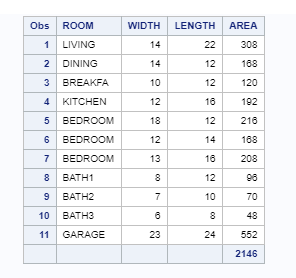 Obs ROOM WIDTH LENGTH AREA
1 LIVING 14 22 308
2 DINING 14 12 168
3 BREAKFA 10 12 120
4 KITCHEN 12 16 192
5 BEDROOM 18 12 216
6 BEDROOM 12 14 168
7 BEDROOM 13 16 208
8 BATH1 8 12 96
9 BATH2 7 10 70
10 BATH3 6 8 48
11 GARAGE 23 24 552
2146